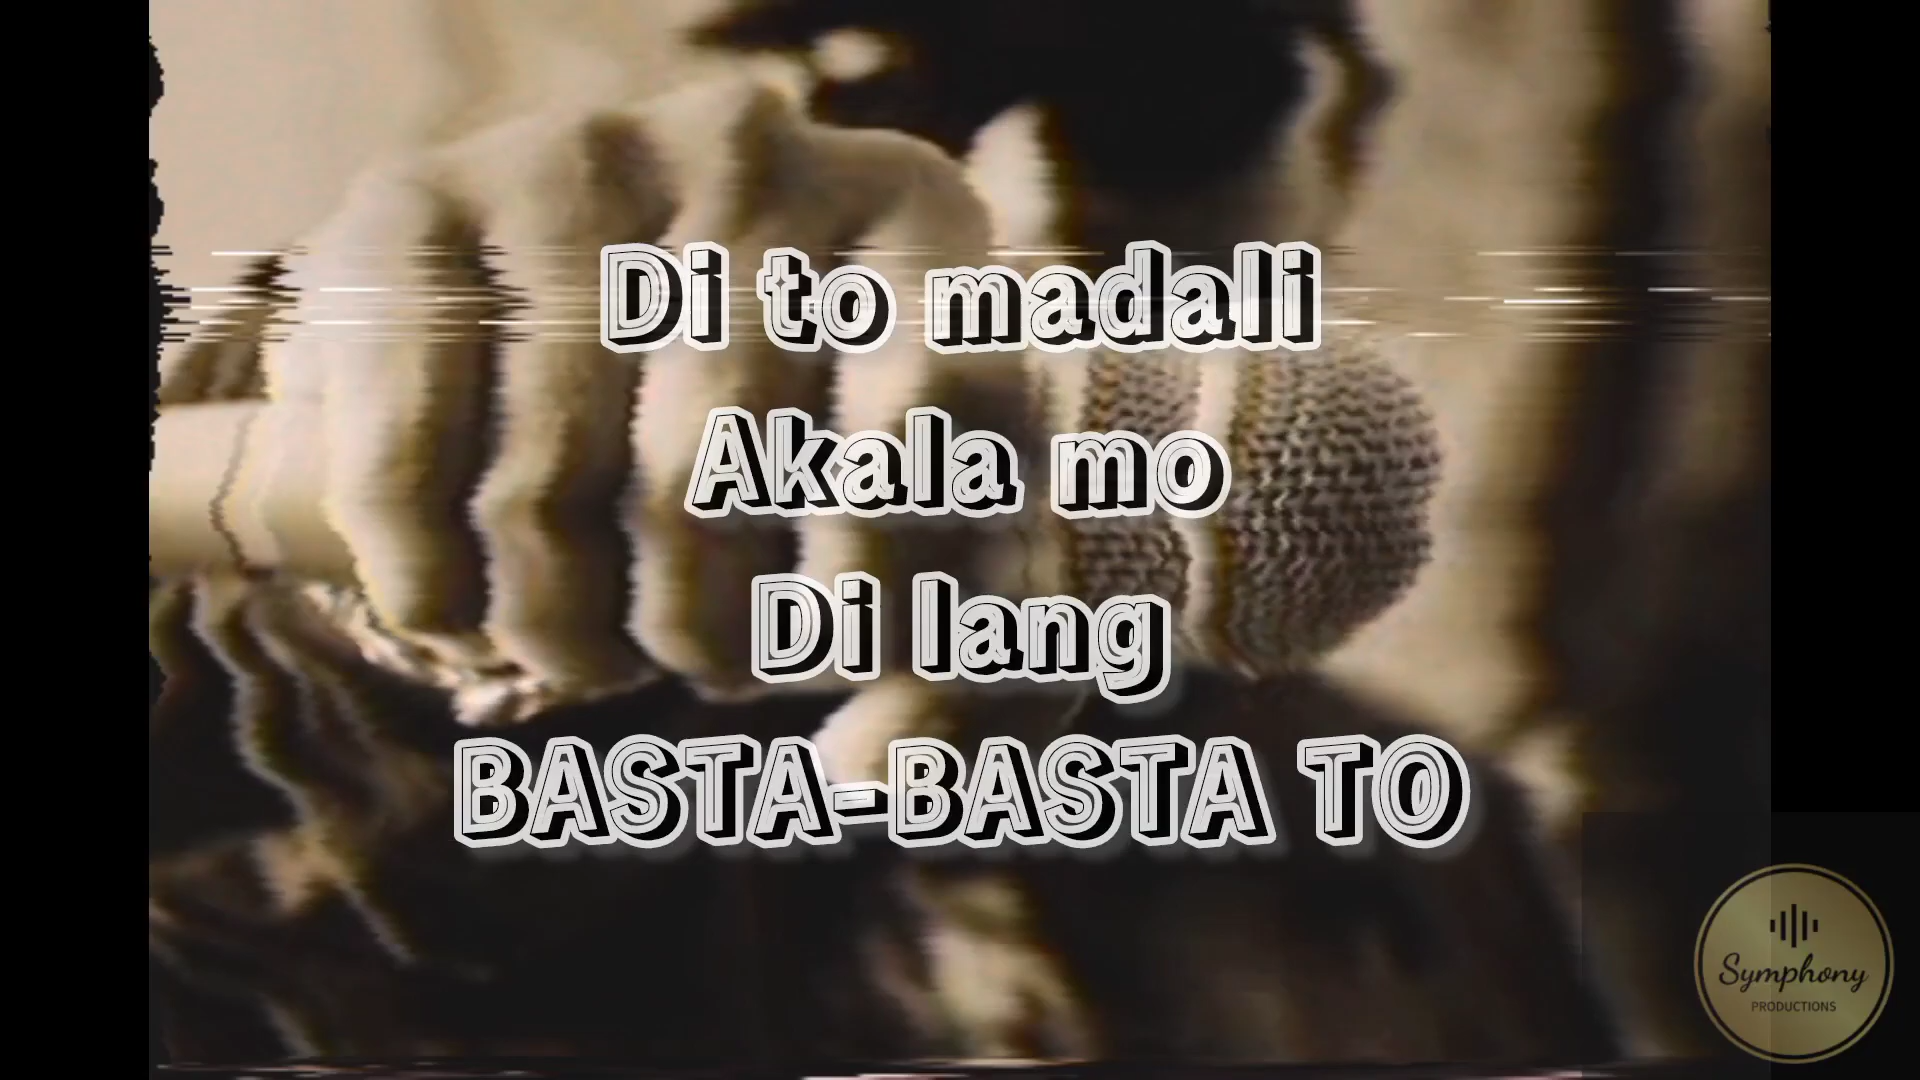 Di to madali
Akala mo
Di lang
BASTA-BASTA TO
Symphony
PRODUCTIONS